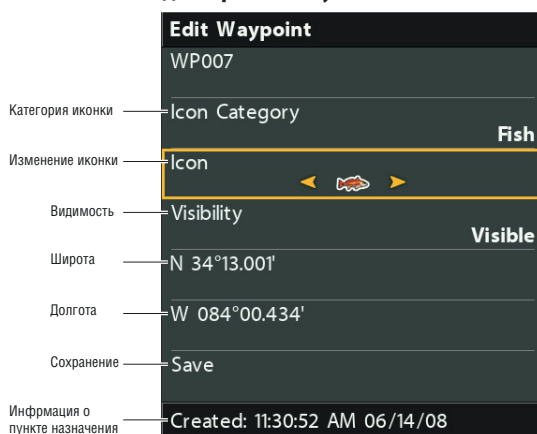 Edit Waypoint
WP007
Категория иконки
Icon Category
Fish
Изменение иконки
Icon
Видимость
Visibility
Visible
Широта
N 34°13.001'
Долгота
W 084°00.434'
Сохранение
Save
Инфрмация о
пункте назначения
Created: 11:30:52 AM 06/14/08